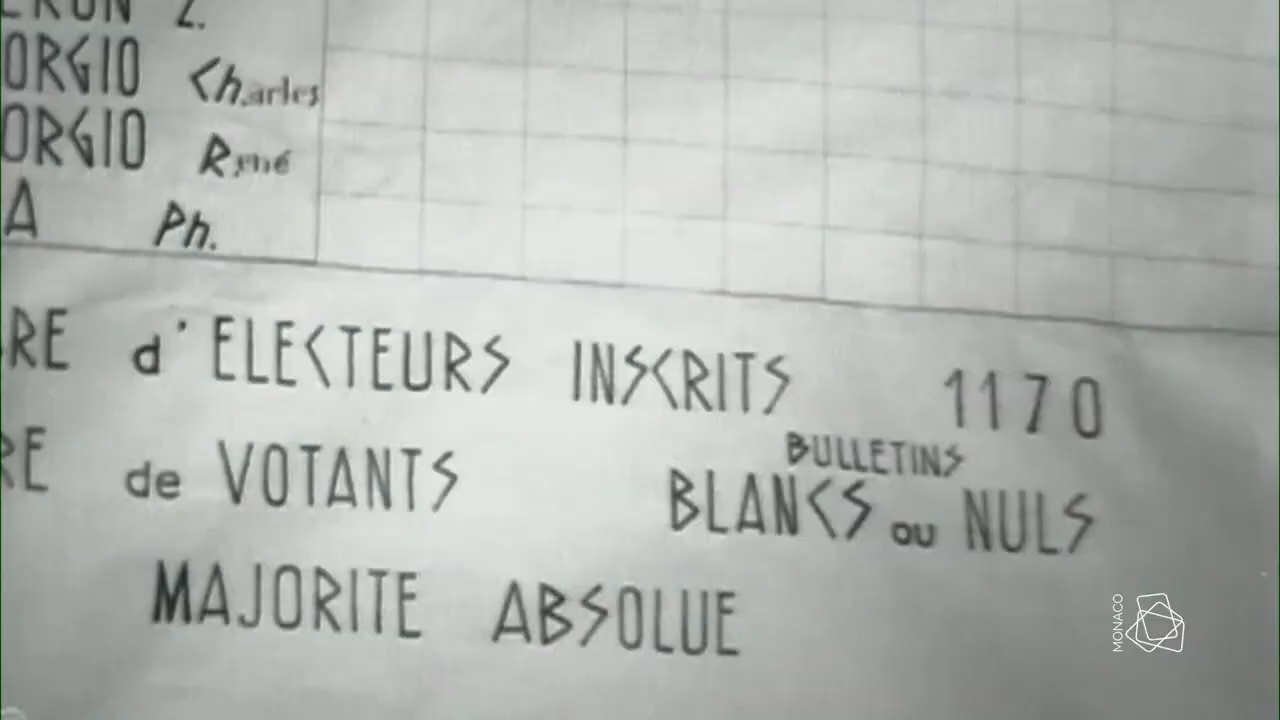 ERON Z.
ORGIO Charles
ORGIO René
A Ph.
RE d'ELECTEURS INSCRITS 1170
RE de VOTANTS BULLETINS BLANCS ou NULS
MAJORITE ABSOLUE
MONACO